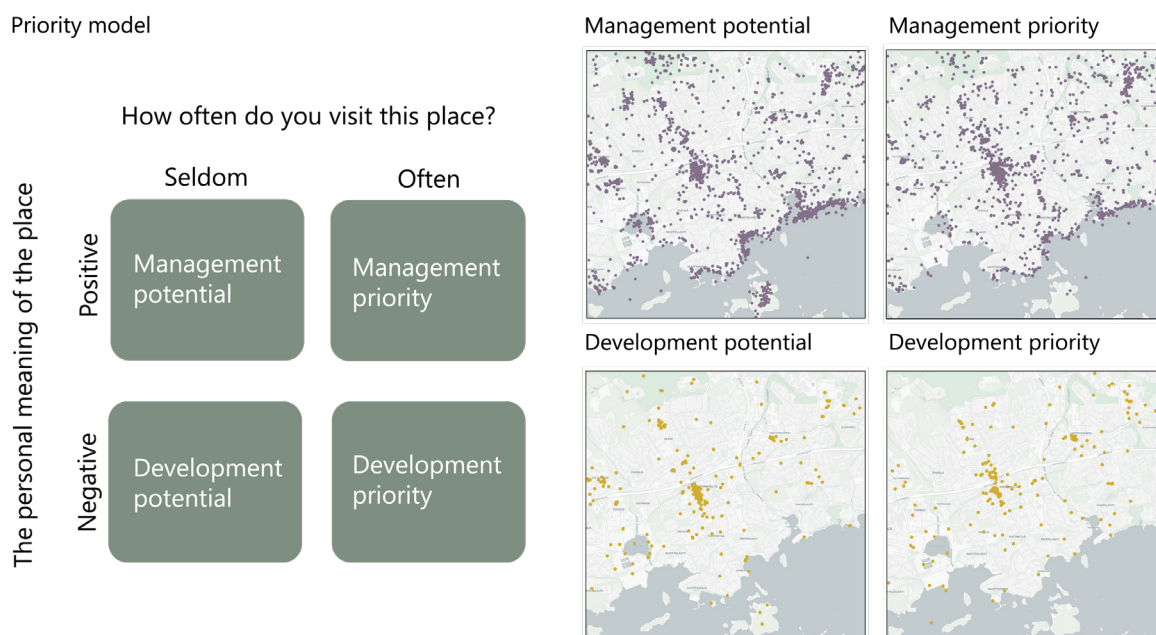 Priority model
How often do you visit this place?
Seldom
Often
The personal meaning of the place
Positive
Negative
Management
potential
Management
priority
Development
potential
Development
priority
Management potential
Management priority
Development potential
Development priority